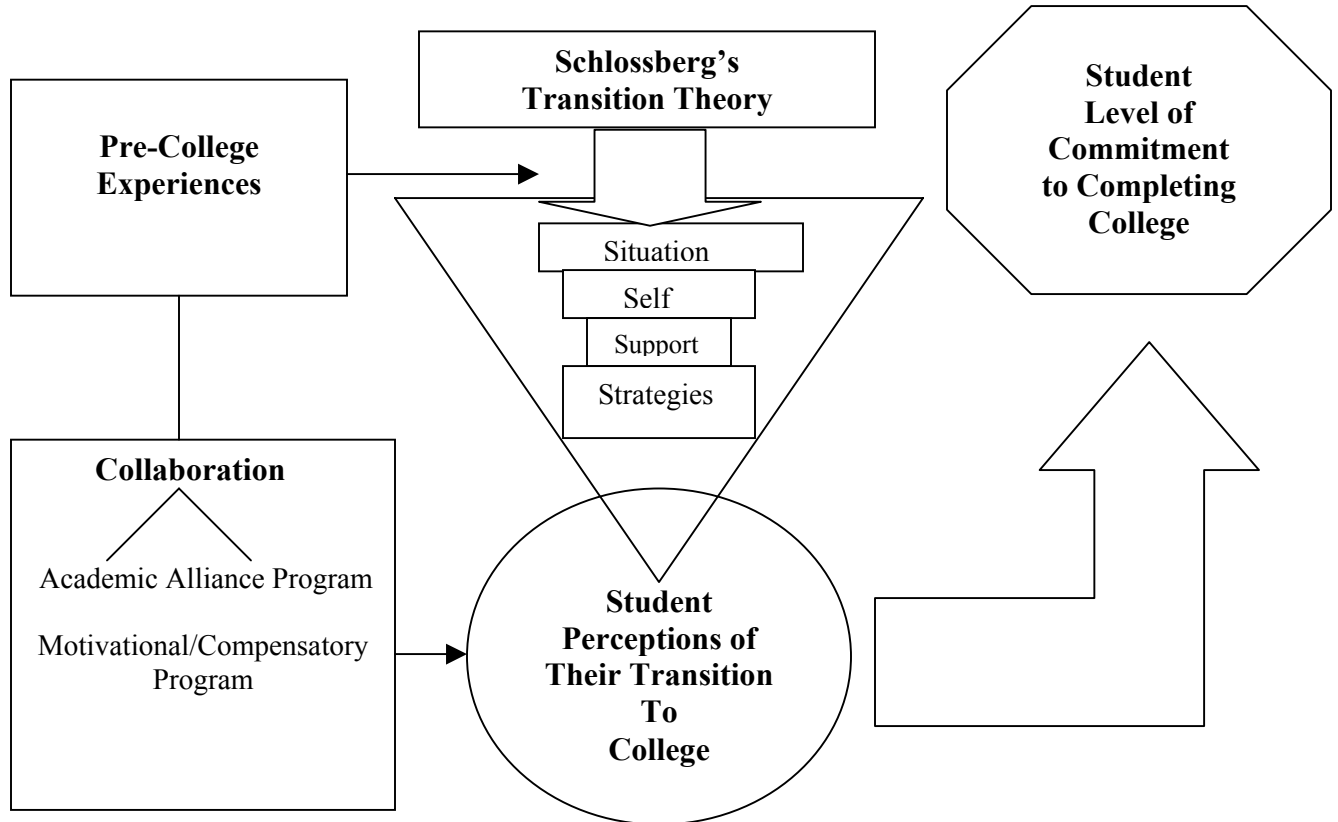 Schlossberg’s
Transition Theory
Pre-College
Experiences
Student
Level of
Commitment
to Completing
College
Situation
Self
Support
Strategies
Collaboration
Academic Alliance Program
Motivational/Compensatory
Program
Student
Perceptions of
Their Transition
To
College